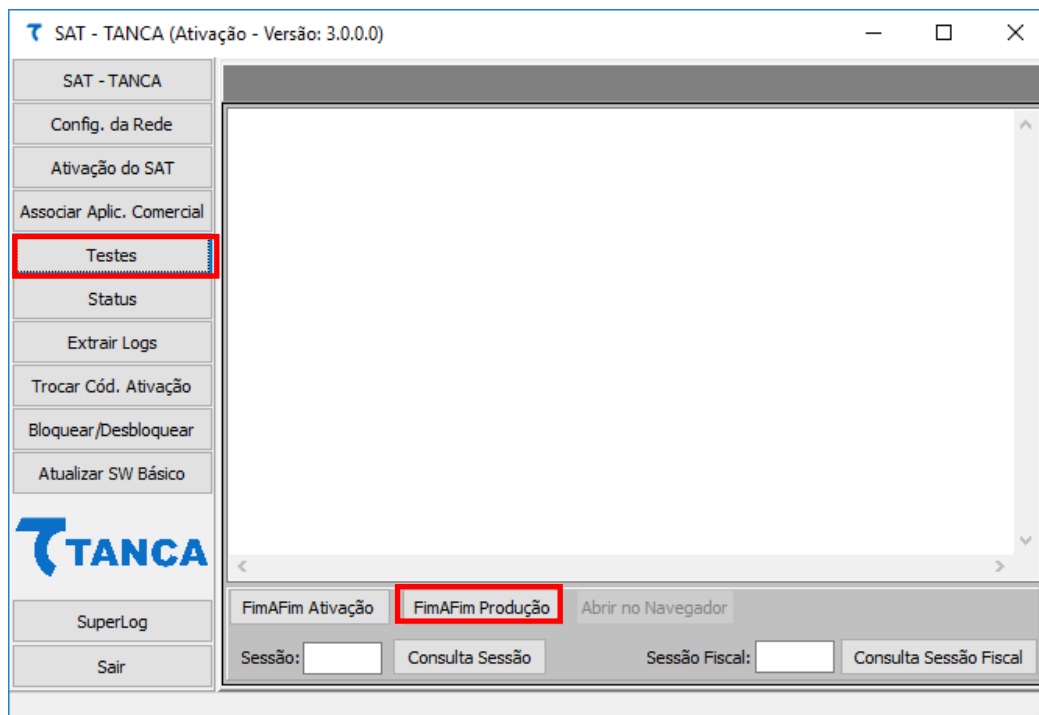 SAT - TANCA (Ativação - Versão: 3.0.0.0)
SAT - TANCA
Config. da Rede
Ativação do SAT
Associar Aplic. Comercial
Testes
Status
Extrair Logs
Trocar Cód. Ativação
Bloquear/Desbloquear
Atualizar SW Básico
TANCA
SuperLog
Sair
FimAFim Ativação FimAFim Produção Abrir no Navegador
Sessão: Consulta Sessão Sessão Fiscal: Consulta Sessão Fiscal